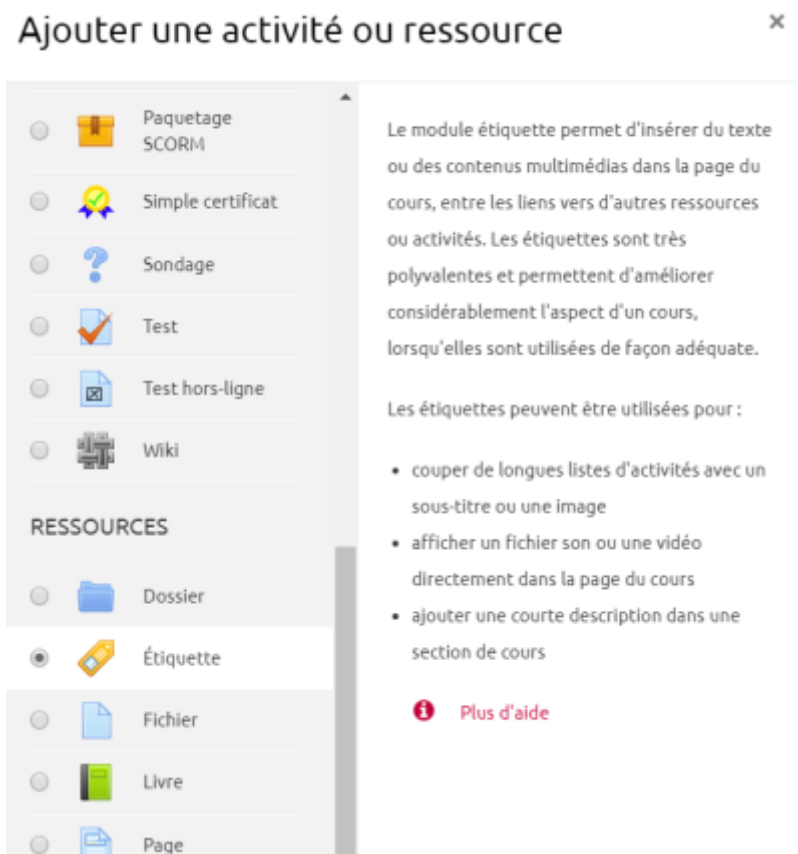 Ajouter une activité ou ressource
×
Paquetage
SCORM
Simple certificat
Sondage
Test
Test hors-ligne
Wiki
RESSOURCES
Dossier
Étiquette
Fichier
Livre
Page
Le module étiquette permet d'insérer du texte
ou des contenus multimédias dans la page du
cours, entre les liens vers d'autres ressources
ou activités. Les étiquettes sont très
polyvalentes et permettent d'améliorer
considérablement l'aspect d'un cours,
lorsqu'elles sont utilisées de façon adéquate.
Les étiquettes peuvent être utilisées pour :
• couper de longues listes d'activités avec un
sous-titre ou une image
• afficher un fichier son ou une vidéo
directement dans la page du cours
• ajouter une courte description dans une
section de cours
Plus d'aide